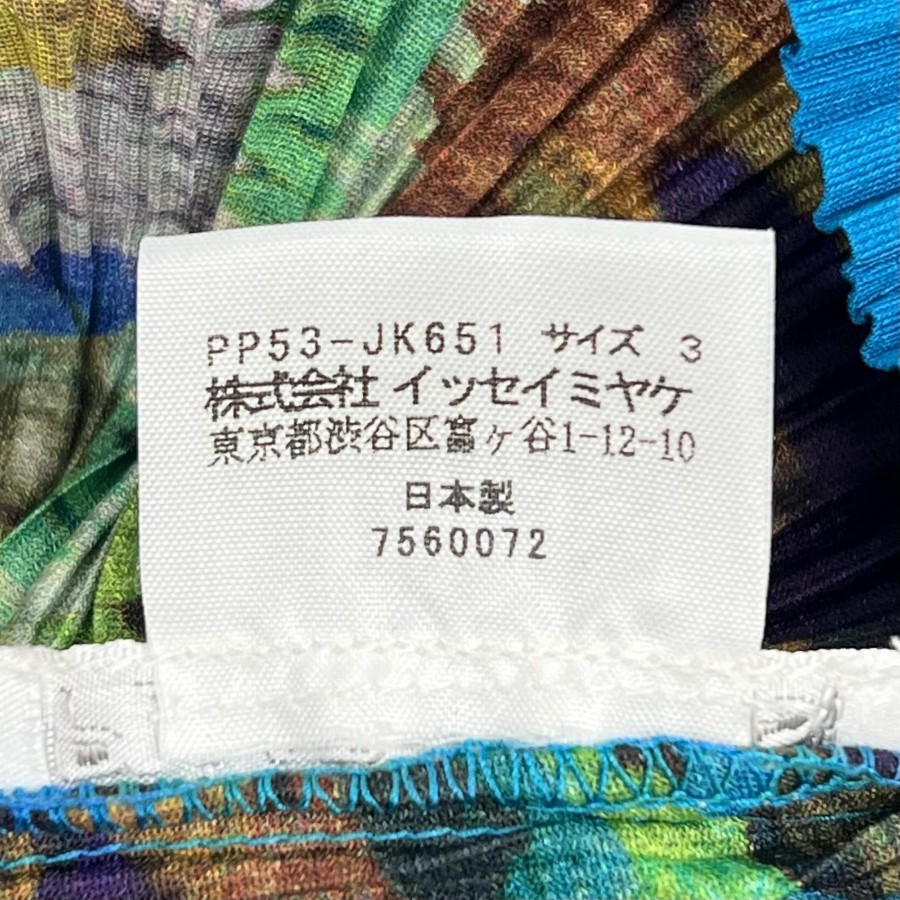 PP53-JK651 サイズ 3
株式会社 イッセイミヤケ
東京都渋谷区富ヶ谷1-12-10
日本製
7560072